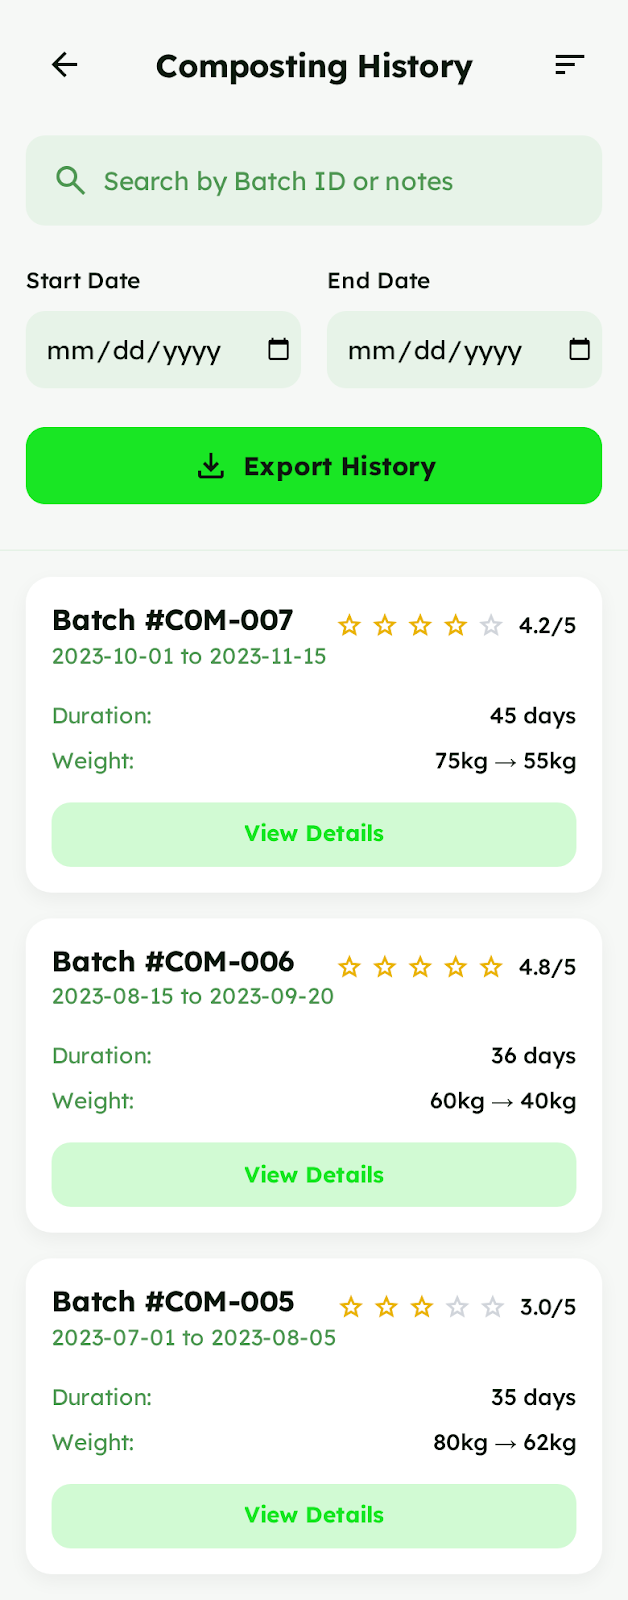 Composting History
Search by Batch ID or notes
Start Date
End Date
mm/dd/yyyy
mm/dd/yyyy
Export History
Batch #C0M-007
4.2/5
2023-10-01 to 2023-11-15
Duration: 45 days
Weight: 75kg → 55kg
View Details
Batch #C0M-006
4.8/5
2023-08-15 to 2023-09-20
Duration: 36 days
Weight: 60kg → 40kg
View Details
Batch #C0M-005
3.0/5
2023-07-01 to 2023-08-05
Duration: 35 days
Weight: 80kg → 62kg
View Details